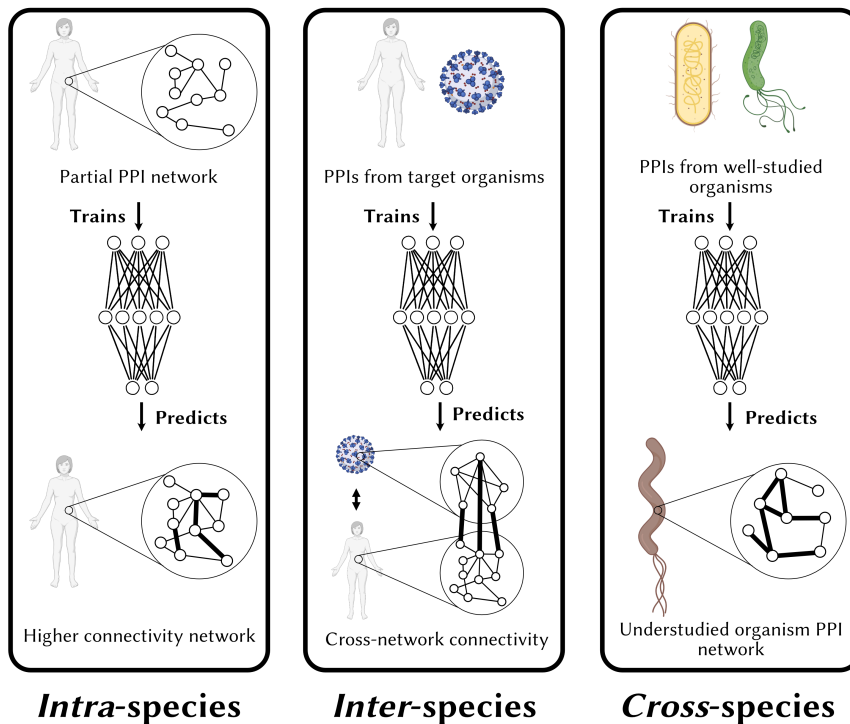 Partial PPI network
Trains
Predicts
Higher connectivity network
Intra-species
PPIs from target organisms
Trains
Predicts
Cross-network connectivity
Inter-species
PPIs from well-studied
organisms
Trains
Predicts
Understudied organism PPI
network
Cross-species